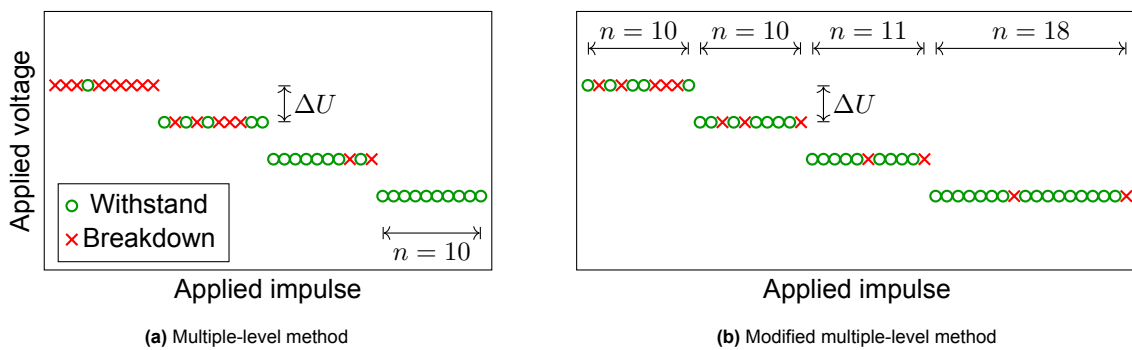 Applied voltage
ΔU
Withstand
Breakdown
n = 10
Applied impulse
(a) Multiple-level method
n = 10
n = 10
n = 11
n = 18
ΔU
Applied impulse
(b) Modified multiple-level method